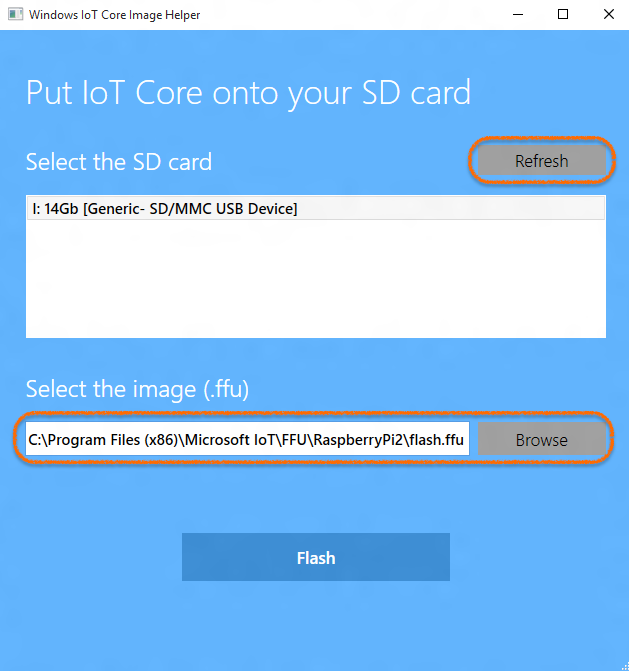 Windows IoT Core Image Helper
Put IoT Core onto your SD card
Select the SD card
Refresh
I: 14Gb [Generic- SD/MMC USB Device]
Select the image (.ffu)
C:\Program Files (x86)\Microsoft IoT\FFU\RaspberryPi2\flash.ffu
Browse
Flash